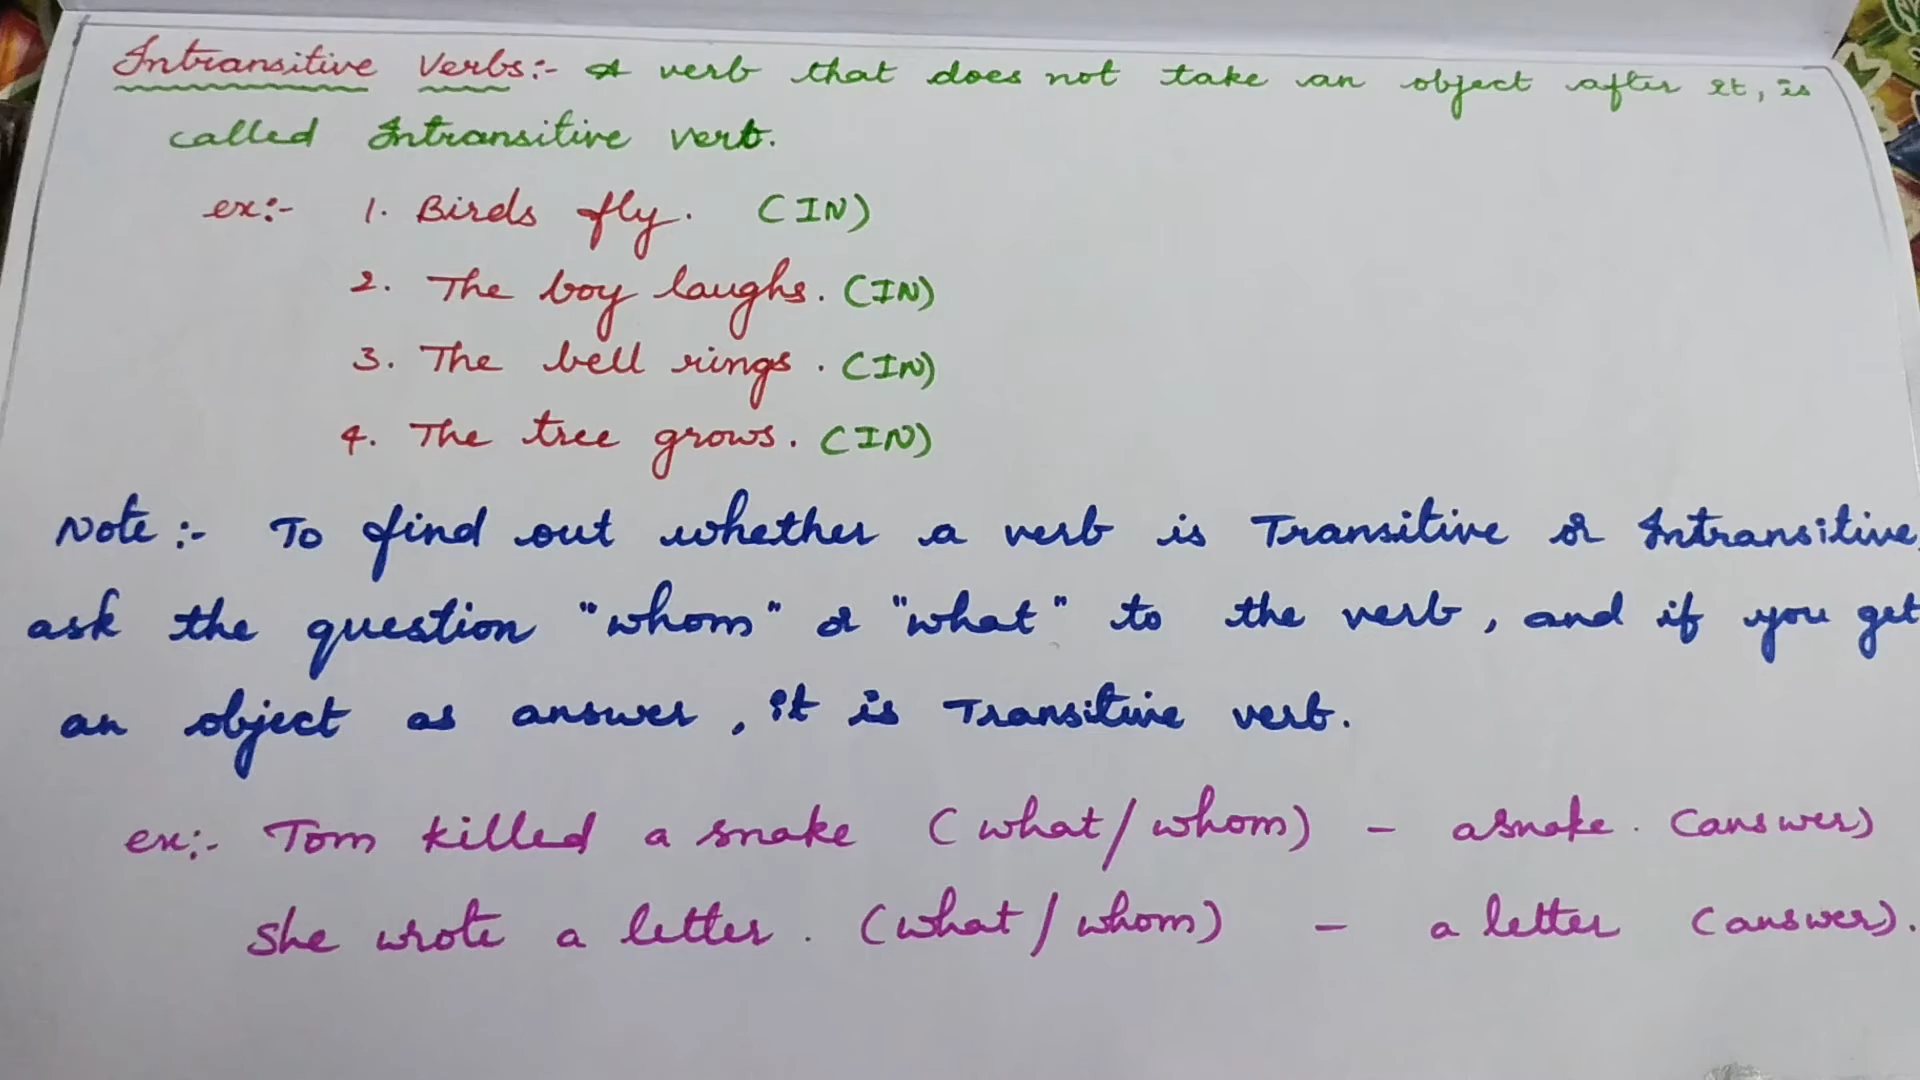 Intransitive Verbs:- A verb that does not take an object after it, is
called Intransitive verb.
ex:- 1. Birds fly. (IN)
2. The boy laughs. (IN)
3. The bell rings. (IN)
4. The tree grows. (IN)
Note:- To find out whether a verb is Transitive or Intransitive,
ask the question "whom" or "what" to the verb, and if you get
an object as answer, it is Transitive verb.
ex:- Tom killed a snake (what/whom) - asnake. (answer)
She wrote a letter. (what/whom) - a letter (answer).